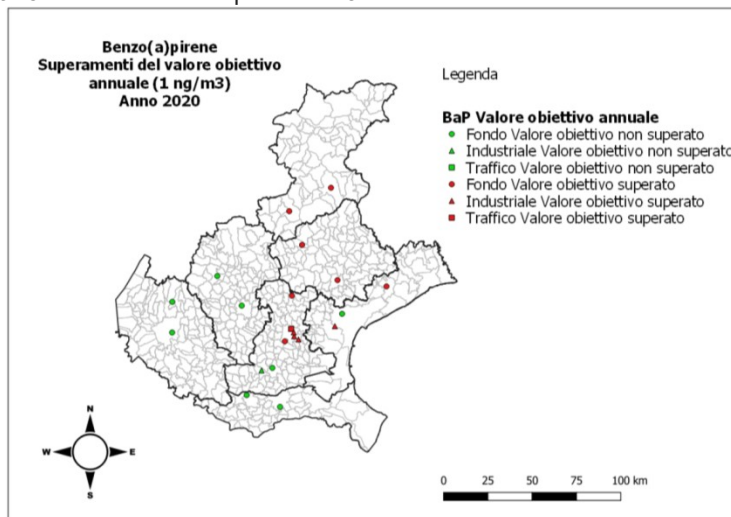 Benzo(a)pirene
Superamenti del valore obiettivo
annuale (1 ng/m3)
Anno 2020
Legenda
BaP Valore obiettivo annuale
Fondo Valore obiettivo non superato
Industriale Valore obiettivo non superato
Traffico Valore obiettivo non superato
Fondo Valore obiettivo superato
Industriale Valore obiettivo superato
Traffico Valore obiettivo superato
N
W E
S
0 25 50 75 100 km